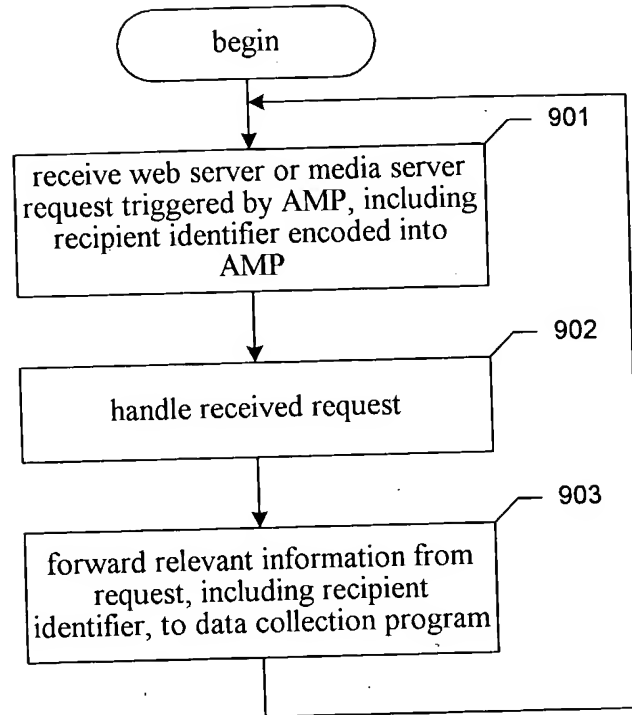 begin
901
receive web server or media server
request triggered by AMP, including
recipient identifier encoded into
AMP
902
handle received request
903
forward relevant information from
request, including recipient
identifier, to data collection program